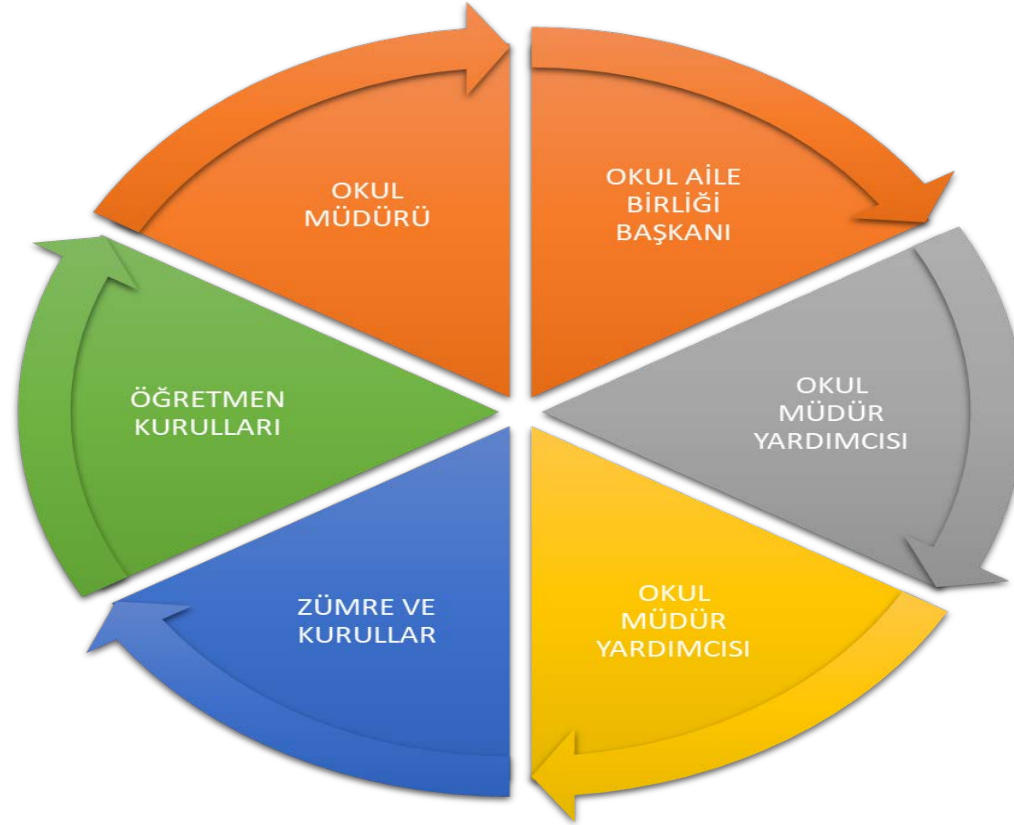 OKUL
MÜDÜRÜ
OKUL AİLE
BİRLİĞİ
BAŞKANI
OKUL
MÜDÜR
YARDIMCISI
OKUL
MÜDÜR
YARDIMCISI
ZÜMRE VE
KURULLAR
ÖĞRETMEN
KURULLARI